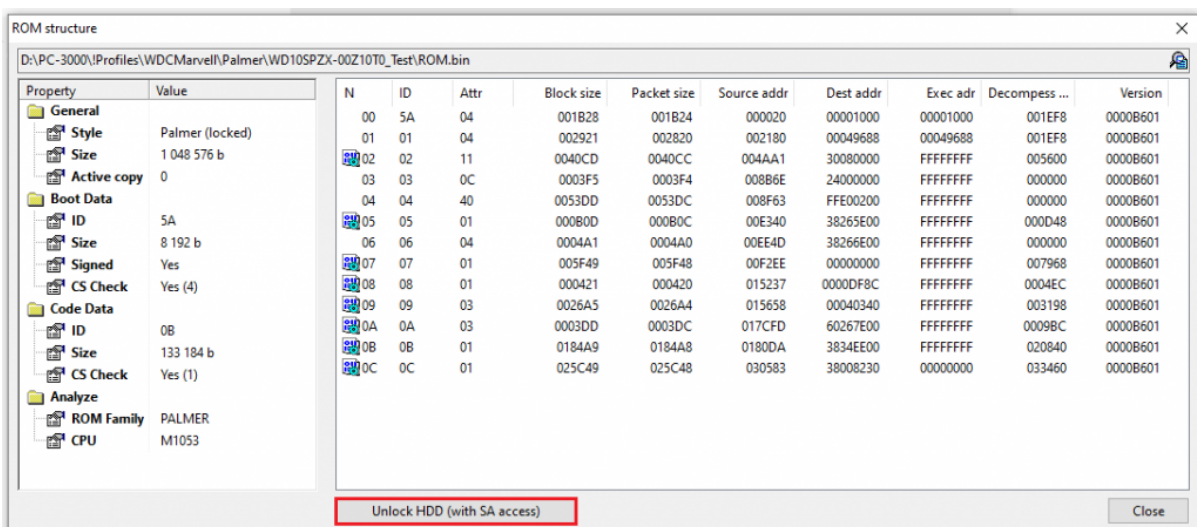 ROM structure
D:\PC-3000\!Profiles\WDCMarvell\Palmer\WD10SPZX-00Z10T0_Test\ROM.bin
Property Value
General
Style Palmer (locked)
Size 1 048 576 b
Active copy 0
Boot Data
ID 5A
Size 8 192 b
Signed Yes
CS Check Yes (4)
Code Data
ID 0B
Size 133 184 b
CS Check Yes (1)
Analyze
ROM Family PALMER
CPU M1053
N ID Attr Block size Packet size Source addr Dest addr Exec adr Decompess ... Version
00 5A 04 001B28 001B24 000020 00001000 00001000 001EF8 0000B601
01 01 04 002921 002820 002180 00049688 00049688 001EF8 0000B601
02 02 11 0040CD 0040CC 004AA1 30080000 FFFFFFFF 005600 0000B601
03 03 0C 0003F5 0003F4 008B6E 24000000 FFFFFFFF 000000 0000B601
04 04 40 0053DD 0053DC 008F63 FFE00200 FFFFFFFF 000000 0000B601
05 05 01 000B0D 000B0C 00E340 38265E00 FFFFFFFF 000D48 0000B601
06 06 04 0004A1 0004A0 00EE4D 38266E00 FFFFFFFF 000000 0000B601
07 07 01 005F49 005F48 00F2EE 00000000 FFFFFFFF 007968 0000B601
08 08 01 000421 000420 015237 0000DF8C FFFFFFFF 0004EC 0000B601
09 09 03 0026A5 0026A4 015658 00040340 FFFFFFFF 003198 0000B601
0A 0A 03 0003DD 0003DC 017CFD 60267E00 FFFFFFFF 0009BC 0000B601
0B 0B 01 0184A9 0184A8 0180DA 3834EE00 FFFFFFFF 020840 0000B601
0C 0C 01 025C49 025C48 030583 38008230 00000000 033460 0000B601
Unlock HDD (with SA access)
Close